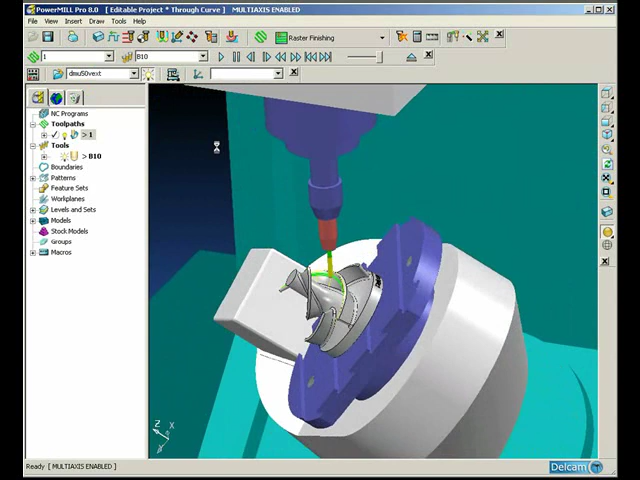 PowerMILL Pro 8.0   [ Editable Project * Through Curve ]   [ MULTIAXIS ENABLED ]
File View Insert Draw Tools Help
Raster Finishing
1 B10
dmu50vext
NC Programs
Toolpaths
> 1
Tools
> B10
Boundaries
Patterns
Feature Sets
Workplanes
Levels and Sets
Models
Stock Models
Groups
Macros
Z X
Ready [ MULTIAXIS ENABLED ] Delcam